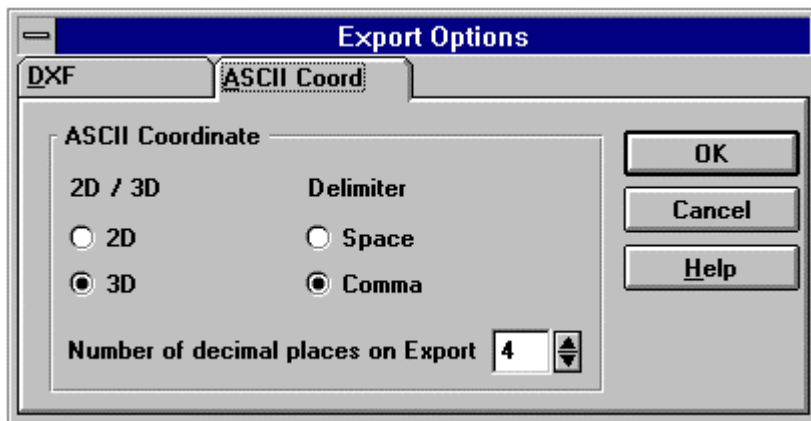 Export Options
DXF
ASCII Coord
ASCII Coordinate
2D / 3D
Delimiter
2D
Space
3D
Comma
Number of decimal places on Export 4
OK
Cancel
Help